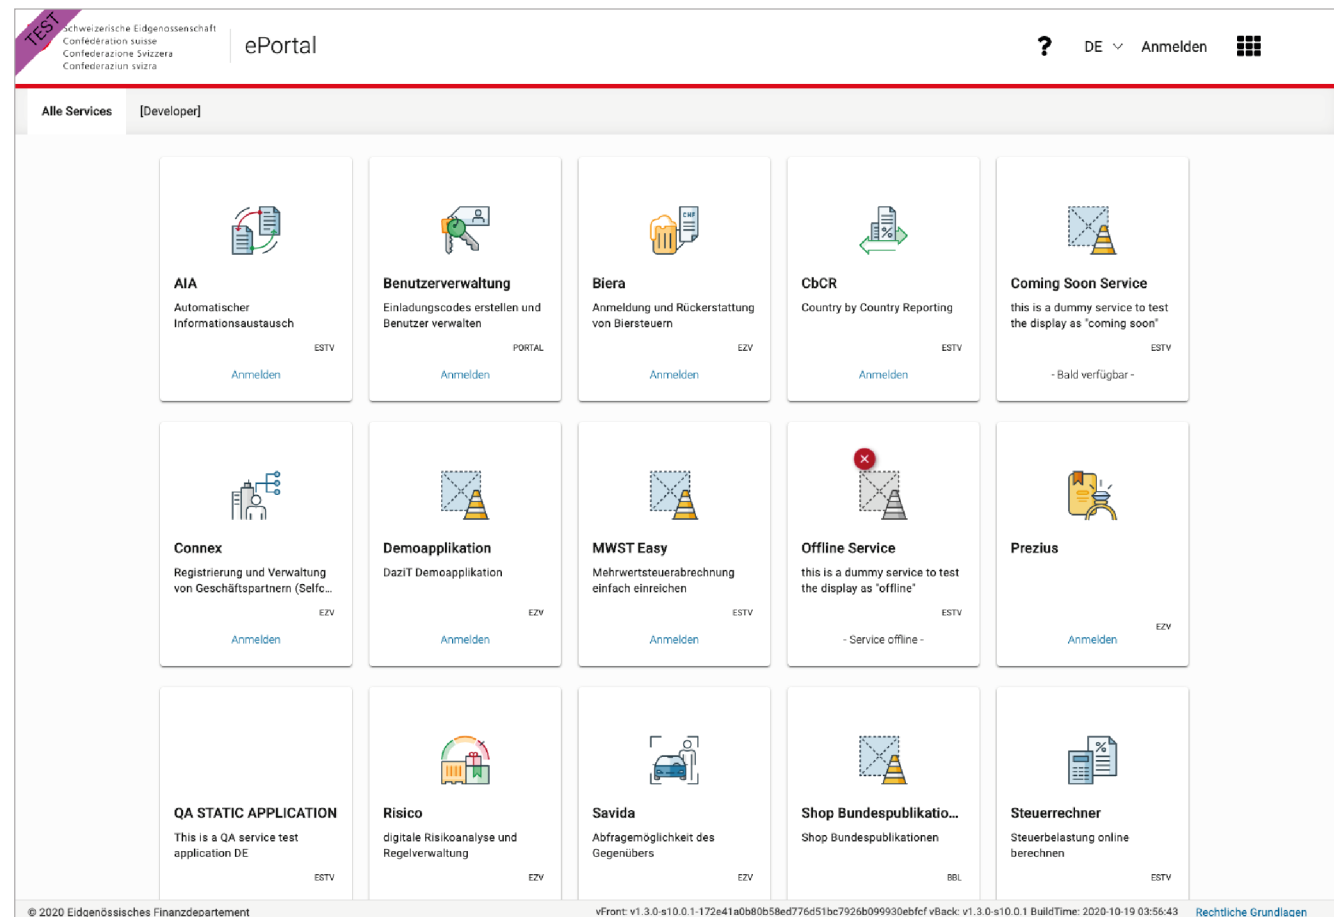 TEST
Schweizerische Eidgenossenschaft
Confédération suisse
Confederazione Svizzera
Confederaziun svizra
ePortal
?
DE
Anmelden
Alle Services
[Developer]
AIA
Automatischer
Informationsaustausch
ESTV
Anmelden
Benutzerverwaltung
Einladungscodes erstellen und
Benutzer verwalten
PORTAL
Anmelden
CHF
Biera
Anmeldung und Rückerstattung
von Biersteuern
EZV
Anmelden
%
CbCR
Country by Country Reporting
ESTV
Anmelden
Coming Soon Service
this is a dummy service to test
the display as "coming soon"
ESTV
- Bald verfügbar -
Connex
Registrierung und Verwaltung
von Geschäftspartnern (Selfc...
EZV
Anmelden
Demoapplikation
DaziT Demoapplikation
EZV
Anmelden
MWST Easy
Mehrwertsteuerabrechnung
einfach einreichen
ESTV
Anmelden
Offline Service
this is a dummy service to test
the display as "offline"
ESTV
- Service offline -
Prezius
EZV
Anmelden
QA STATIC APPLICATION
This is a QA service test
application DE
ESTV
Risico
digitale Risikoanalyse und
Regelverwaltung
EZV
Savida
Abfragemöglichkeit des
Gegenübers
EZV
Shop Bundespublikatio...
Shop Bundespublikationen
BBL
%
Steuerrechner
Steuerbelastung online
berechnen
ESTV
© 2020 Eidgenössisches Finanzdepartement
vFront: v1.3.0-s10.0.1-172e41a0b80b58ed776d51bc7926b099930ebfcf vBack: v1.3.0-s10.0.1 BuildTime: 2020-10-19 03:56:43
Rechtliche Grundlagen